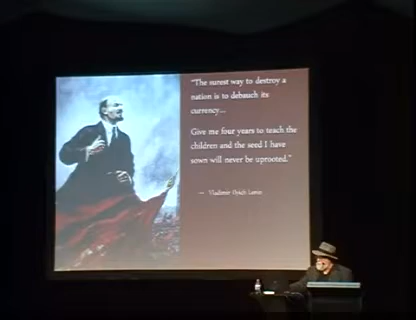 "The surest way to destroy a
nation is to debauch its
currency...
Give me four years to teach the
children and the seed I have
sown will never be uprooted."
— Vladimir Ilyich Lenin